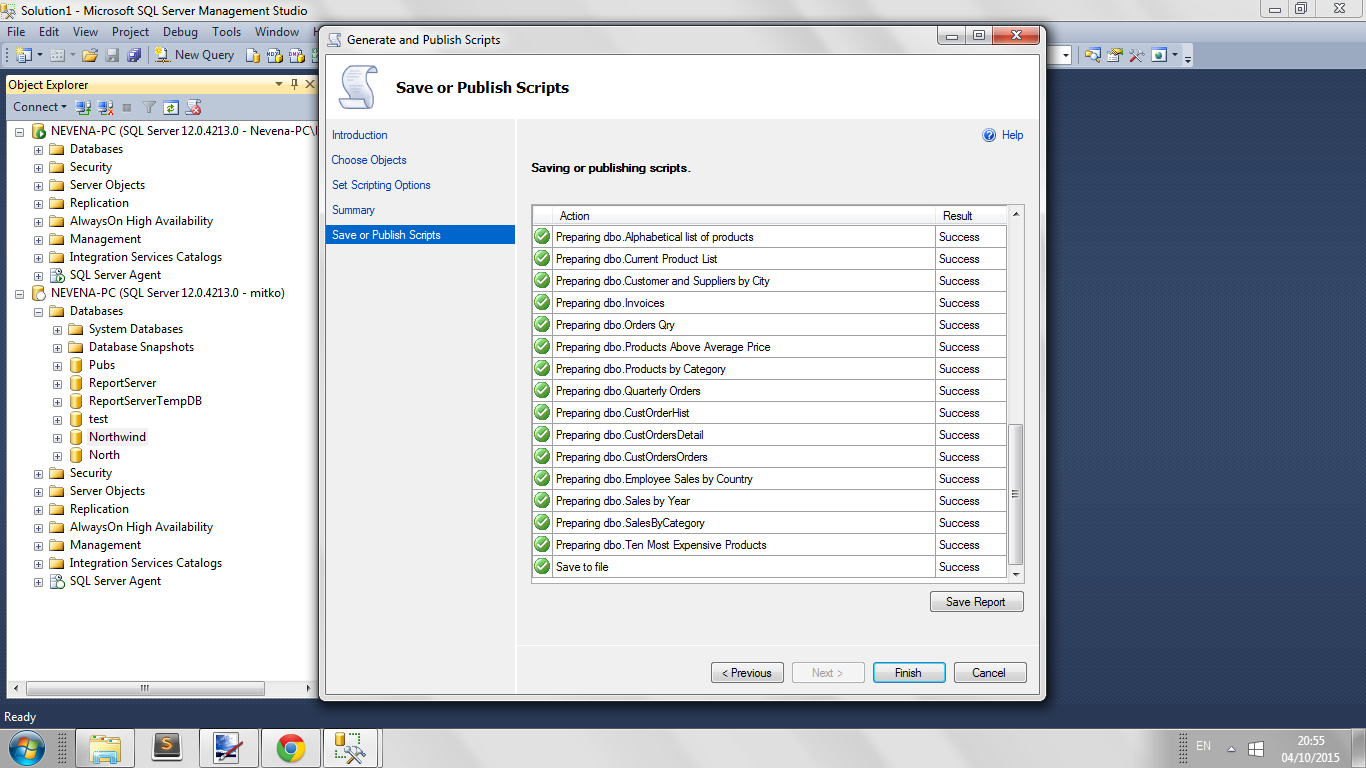 Solution1 - Microsoft SQL Server Management Studio
File Edit View Project Debug Tools Window
New Query
Object Explorer
Connect
NEVENA-PC (SQL Server 12.0.4213.0 - Nevena-PC\
Databases
Security
Server Objects
Replication
AlwaysOn High Availability
Management
Integration Services Catalogs
SQL Server Agent
NEVENA-PC (SQL Server 12.0.4213.0 - mitko)
Databases
System Databases
Database Snapshots
Pubs
ReportServer
ReportServerTempDB
test
Northwind
North
Security
Server Objects
Replication
AlwaysOn High Availability
Management
Integration Services Catalogs
SQL Server Agent
Ready
Generate and Publish Scripts
Save or Publish Scripts
Introduction
Choose Objects
Set Scripting Options
Summary
Save or Publish Scripts
Help
Saving or publishing scripts.
Action Result
Preparing dbo.Alphabetical list of products Success
Preparing dbo.Current Product List Success
Preparing dbo.Customer and Suppliers by City Success
Preparing dbo.Invoices Success
Preparing dbo.Orders Qry Success
Preparing dbo.Products Above Average Price Success
Preparing dbo.Products by Category Success
Preparing dbo.Quarterly Orders Success
Preparing dbo.CustOrderHist Success
Preparing dbo.CustOrdersDetail Success
Preparing dbo.CustOrdersOrders Success
Preparing dbo.Employee Sales by Country Success
Preparing dbo.Sales by Year Success
Preparing dbo.SalesByCategory Success
Preparing dbo.Ten Most Expensive Products Success
Save to file Success
Save Report
< Previous Next > Finish Cancel
EN
20:55
04/10/2015